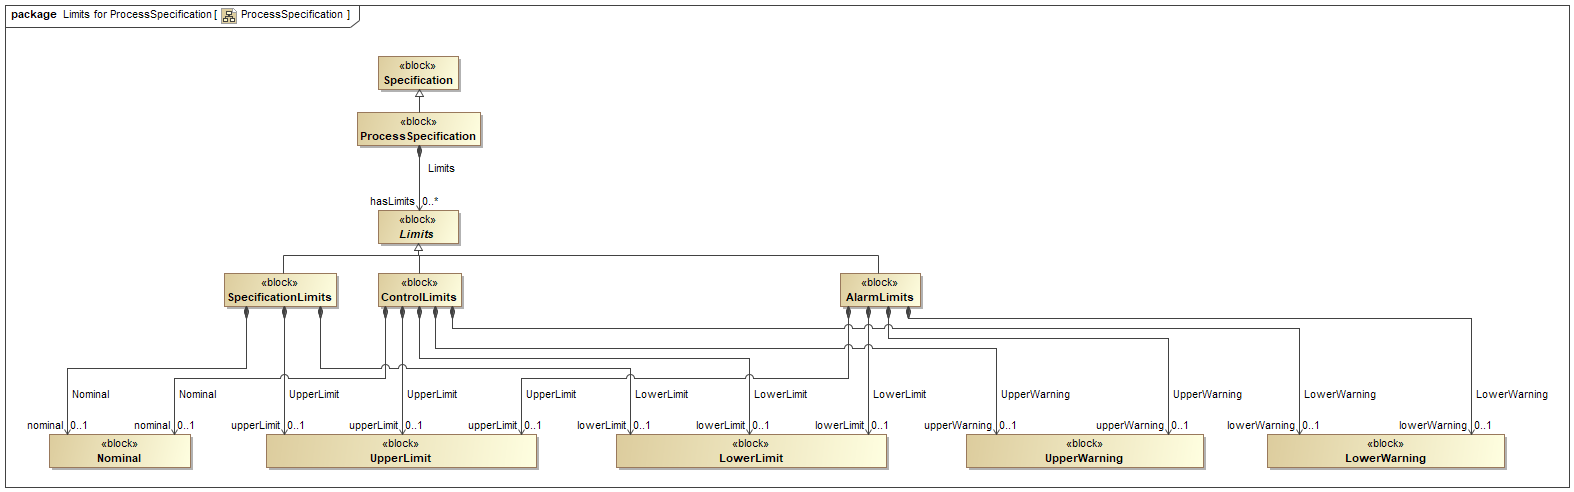 package Limits for ProcessSpecification [ ProcessSpecification ]
«block»
Specification
«block»
ProcessSpecification
Limits
hasLimits 0..*
«block»
Limits
«block» «block» «block»
SpecificationLimits ControlLimits AlarmLimits
Nominal Nominal UpperLimit UpperLimit UpperLimit LowerLimit LowerLimit LowerLimit UpperWarning UpperWarning LowerWarning LowerWarning
nominal 0..1 nominal 0..1 upperLimit 0..1 upperLimit 0..1 upperLimit 0..1 lowerLimit 0..1 lowerLimit 0..1 lowerLimit 0..1 upperWarning 0..1 upperWarning 0..1 lowerWarning 0..1 lowerWarning 0..1
«block» «block» «block» «block» «block»
Nominal UpperLimit LowerLimit UpperWarning LowerWarning